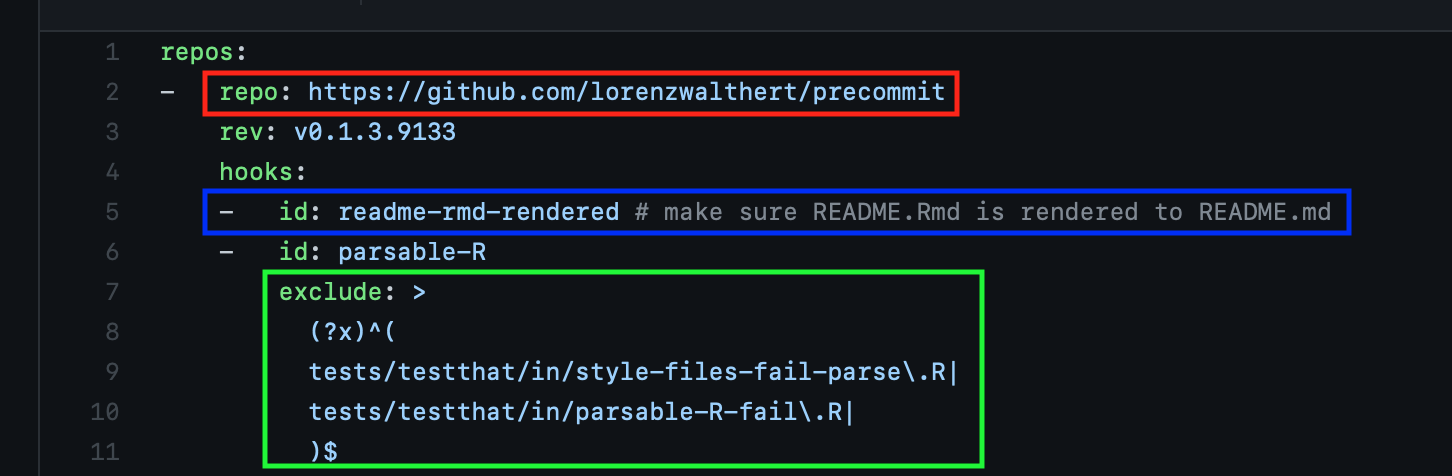 1 repos:
2 - repo: https://github.com/lorenzwalthert/precommit
3 rev: v0.1.3.9133
4 hooks:
5 - id: readme-rmd-rendered # make sure README.Rmd is rendered to README.md
6 - id: parsable-R
7 exclude: >
8 (?x)^(
9 tests/testthat/in/style-files-fail-parse\.R|
10 tests/testthat/in/parsable-R-fail\.R|
11 )$